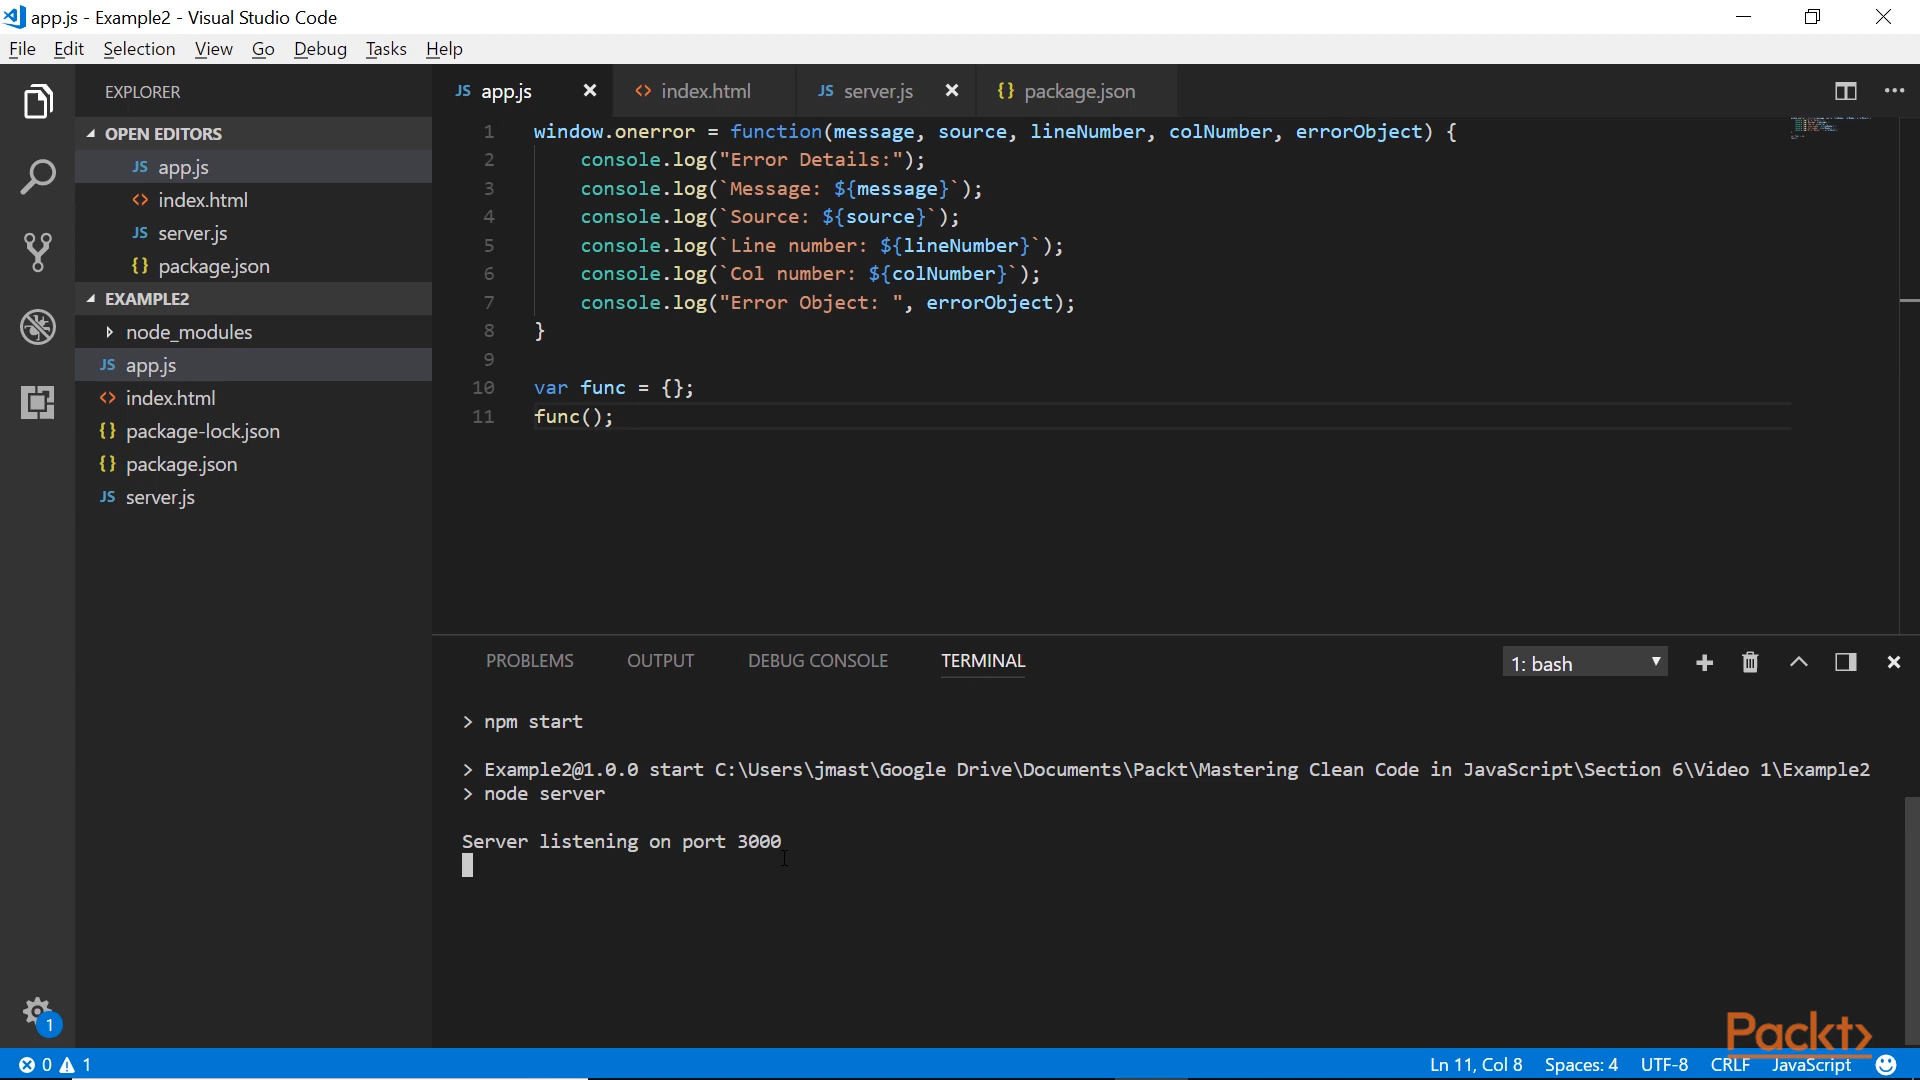 app.js - Example2 - Visual Studio Code
File Edit Selection View Go Debug Tasks Help
EXPLORER
OPEN EDITORS
JS app.js
<> index.html
JS server.js
{} package.json
EXAMPLE2
node_modules
JS app.js
<> index.html
{} package-lock.json
{} package.json
JS server.js
1
JS app.js <> index.html JS server.js {} package.json
1 window.onerror = function(message, source, lineNumber, colNumber, errorObject) {
2 console.log("Error Details:");
3 console.log(`Message: ${message}`);
4 console.log(`Source: ${source}`);
5 console.log(`Line number: ${lineNumber}`);
6 console.log(`Col number: ${colNumber}`);
7 console.log("Error Object: ", errorObject);
8 }
9
10 var func = {};
11 func();
PROBLEMS OUTPUT DEBUG CONSOLE TERMINAL 1: bash
> npm start
> Example2@1.0.0 start C:\Users\jmast\Google Drive\Documents\Packt\Mastering Clean Code in JavaScript\Section 6\Video 1\Example2
> node server
Server listening on port 3000
Packt>
0 1 Ln 11, Col 8 Spaces: 4 UTF-8 CRLF JavaScript